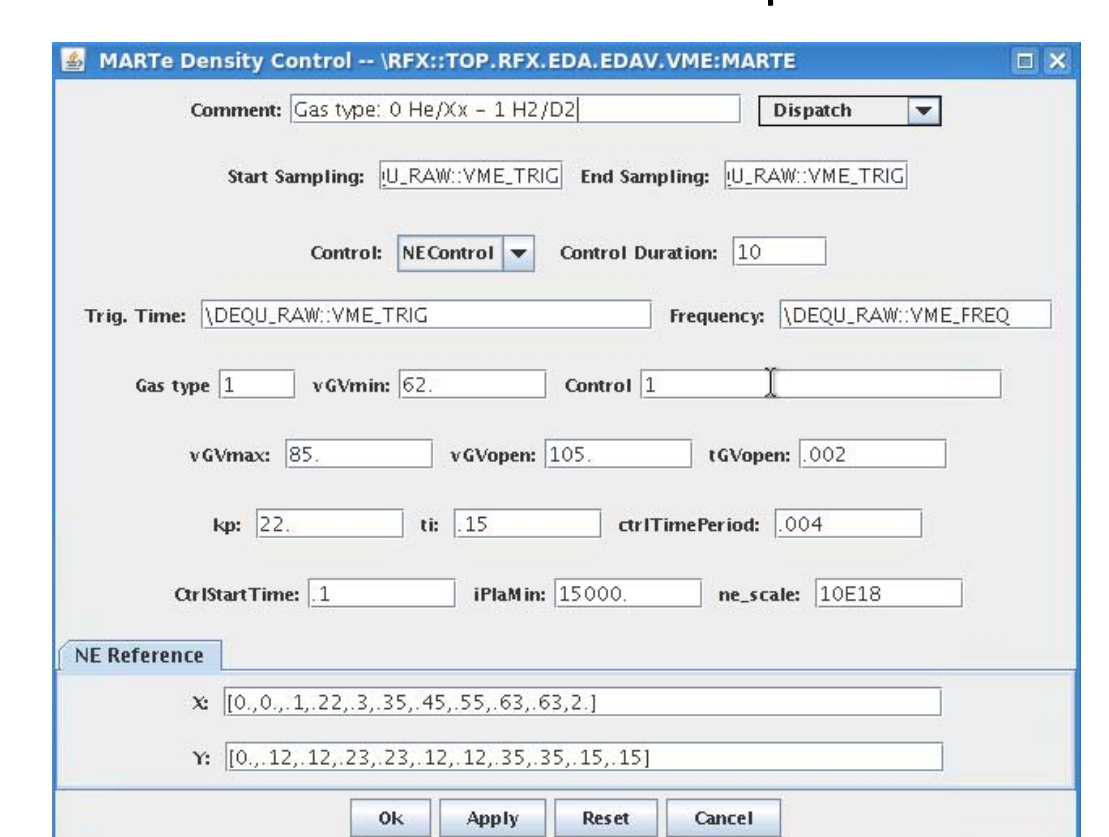 MARTe Density Control -- \RFX::TOP.RFX.EDA.EDAV.VME:MARTE
Comment: Gas type: 0 He/Xx - 1 H2/D2 Dispatch
Start Sampling: U_RAW::VME_TRIG End Sampling: U_RAW::VME_TRIG
Control: NEControl Control Duration: 10
Trig. Time: \DEQU_RAW::VME_TRIG Frequency: \DEQU_RAW::VME_FREQ
Gas type 1 vGVmin: 62. Control 1
vGVmax: 85. vGVopen: 105. tGVopen: .002
kp: 22. ti: .15 ctrlTimePeriod: .004
CtrlStartTime: .1 iPlaMin: 15000. ne_scale: 10E18
NE Reference
X: [0.,0.,.1,.22,.3,.35,.45,.55,.63,.63,2.]
Y: [0.,.12,.12,.23,.23,.12,.12,.35,.35,.15,.15]
Ok Apply Reset Cancel